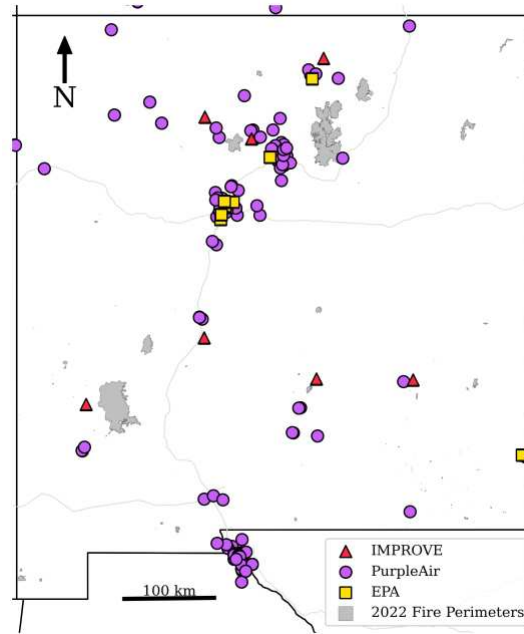 N
100 km
IMPROVE
PurpleAir
EPA
2022 Fire Perimeters